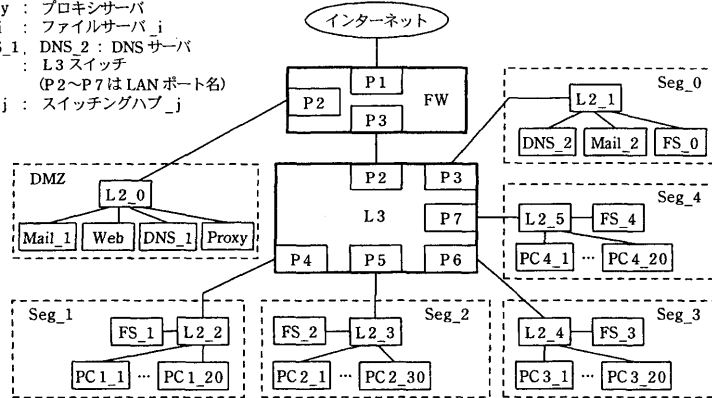 y : プロキシサーバ
i : ファイルサーバ_i
S_1, DNS_2 : DNS サーバ
: L3 スイッチ
(P2~P7 は LAN ポート名)
j : スイッチングハブ_j
インターネット
P1
P2
FW
P3
Seg_0
L2_1
DNS_2
Mail_2
FS_0
DMZ
L2_0
Mail_1
Web
DNS_1
Proxy
P2
P3
L3
P7
P4
P5
P6
Seg_4
L2_5
FS_4
PC4_1
…
PC4_20
Seg_1
FS_1
L2_2
PC1_1
…
PC1_20
Seg_2
FS_2
L2_3
PC2_1
…
PC2_30
Seg_3
L2_4
FS_3
PC3_1
…
PC3_20